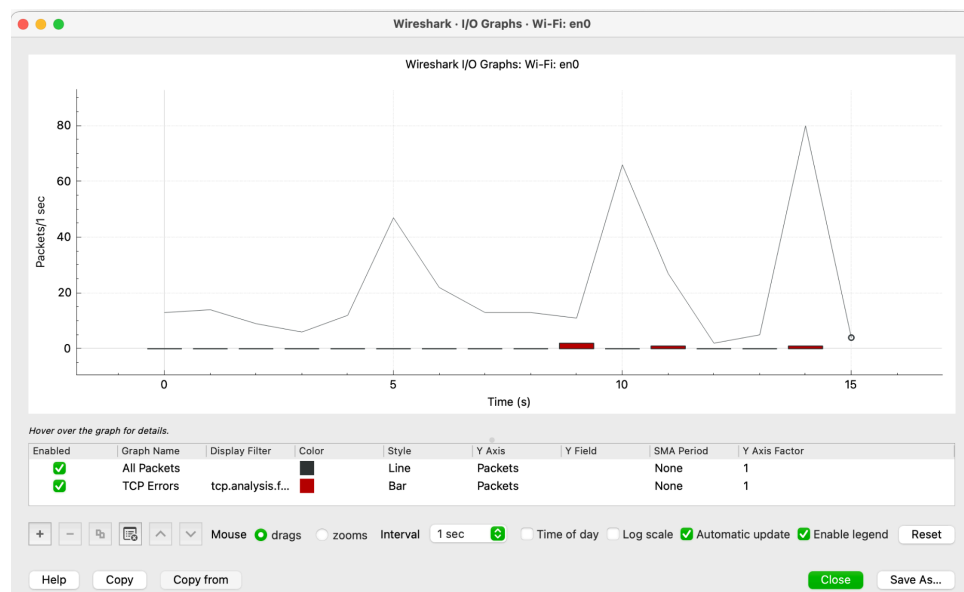 Wireshark · I/O Graphs · Wi-Fi: en0
Wireshark I/O Graphs: Wi-Fi: en0
80
60
40
20
0
Packets/1 sec
0 5 10 15
Time (s)
Hover over the graph for details.
Enabled Graph Name Display Filter Color Style Y Axis Y Field SMA Period Y Axis Factor
All Packets Line Packets None 1
TCP Errors tcp.analysis.f... Bar Packets None 1
+ − Mouse drags zooms Interval 1 sec Time of day Log scale Automatic update Enable legend Reset
Help Copy Copy from Close Save As...